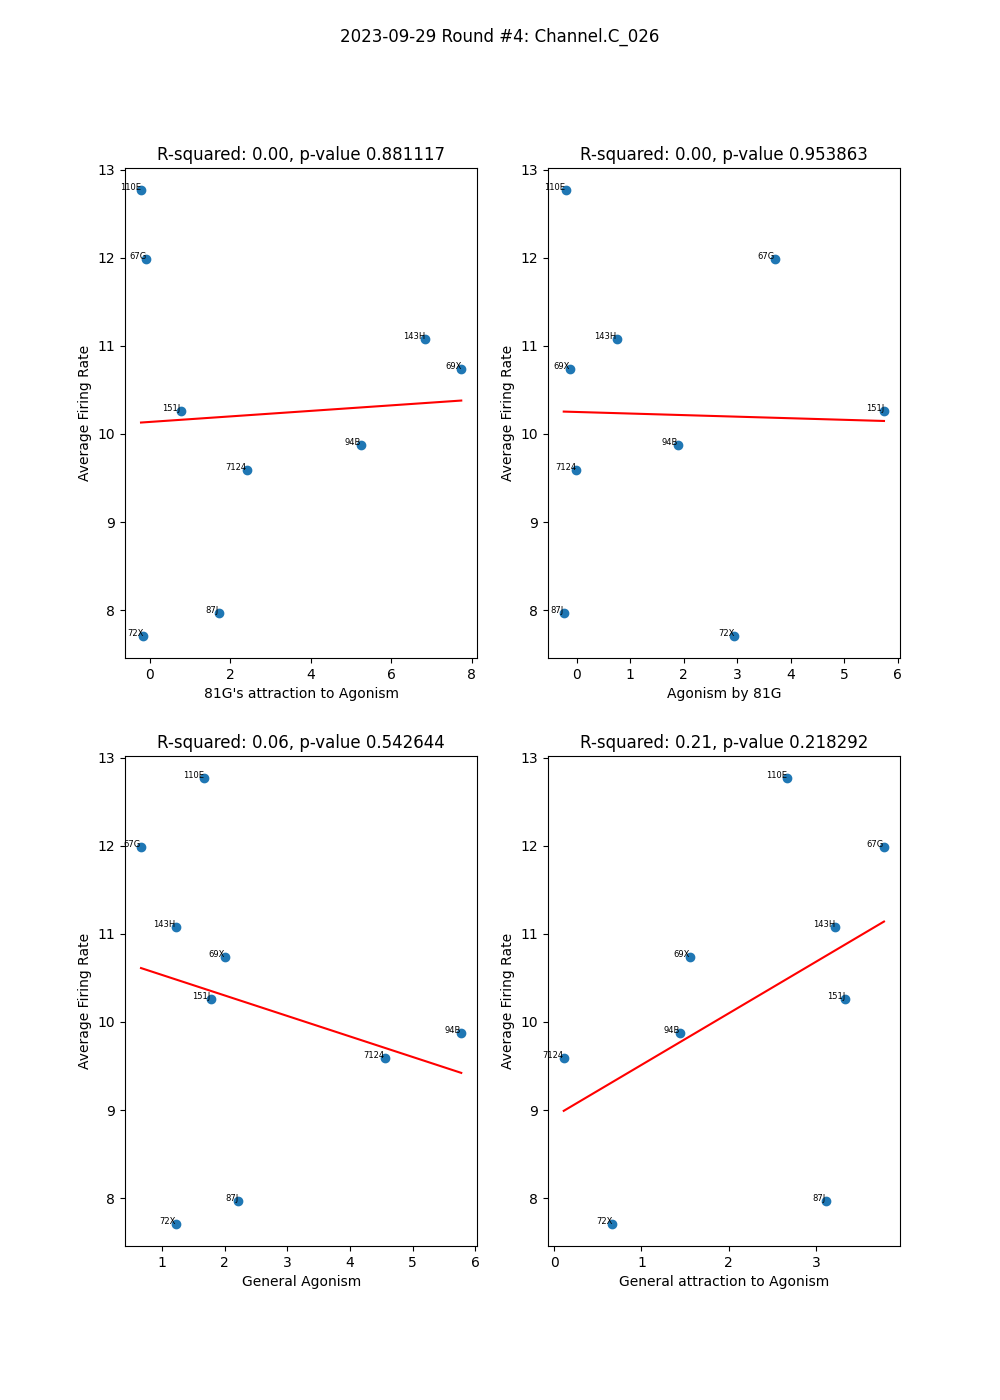 2023-09-29 Round #4: Channel.C_026
R-squared: 0.00, p-value 0.881117
13
12
11
10
9
8
Average Firing Rate
110E
67G
143H
69X
151J
94B
7124
87J
72X
0 2 4 6 8
81G's attraction to Agonism
R-squared: 0.00, p-value 0.953863
13
12
11
10
9
8
Average Firing Rate
110E
67G
143H
69X
151J
94B
7124
87J
72X
0 1 2 3 4 5 6
Agonism by 81G
R-squared: 0.06, p-value 0.542644
13
12
11
10
9
8
Average Firing Rate
110E
67G
143H
69X
151J
94B
7124
87J
72X
1 2 3 4 5 6
General Agonism
R-squared: 0.21, p-value 0.218292
13
12
11
10
9
8
Average Firing Rate
110E
67G
143H
69X
151J
94B
7124
87J
72X
0 1 2 3
General attraction to Agonism